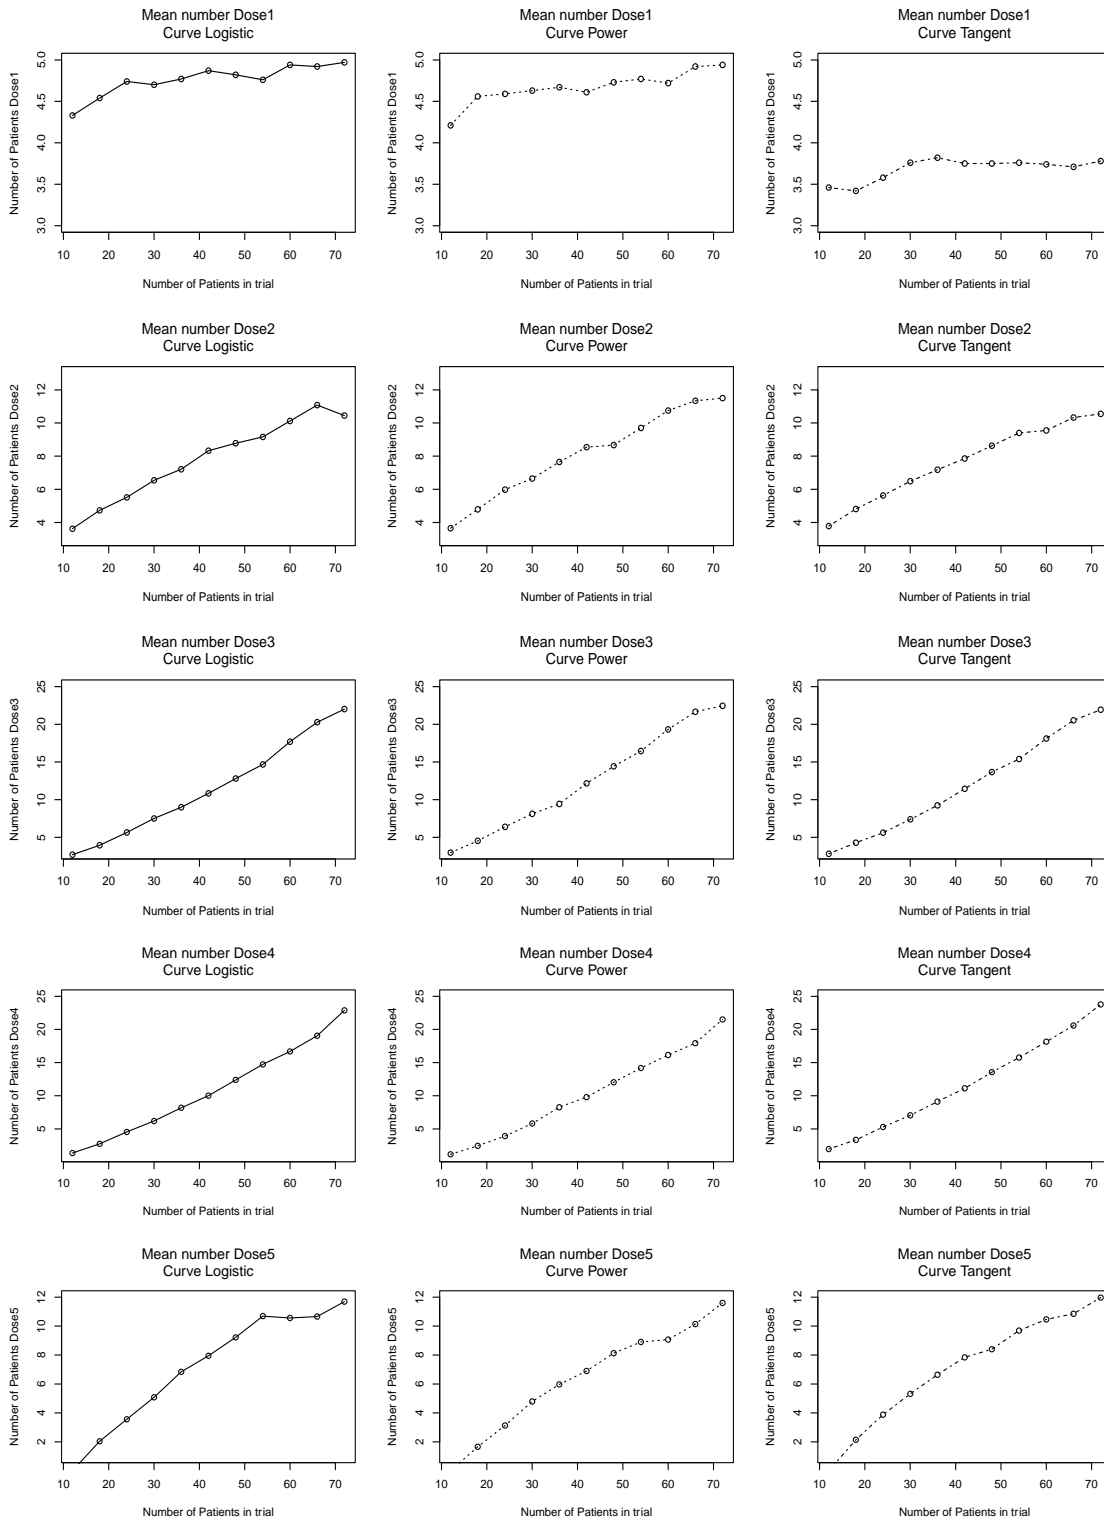 Mean number Dose1
Curve Logistic
Number of Patients Dose1
5.0
4.5
4.0
3.5
3.0
10 20 30 40 50 60 70
Number of Patients in trial
Mean number Dose1
Curve Power
Number of Patients Dose1
5.0
4.5
4.0
3.5
3.0
10 20 30 40 50 60 70
Number of Patients in trial
Mean number Dose1
Curve Tangent
Number of Patients Dose1
5.0
4.5
4.0
3.5
3.0
10 20 30 40 50 60 70
Number of Patients in trial
Mean number Dose2
Curve Logistic
Number of Patients Dose2
12
10
8
6
4
10 20 30 40 50 60 70
Number of Patients in trial
Mean number Dose2
Curve Power
Number of Patients Dose2
12
10
8
6
4
10 20 30 40 50 60 70
Number of Patients in trial
Mean number Dose2
Curve Tangent
Number of Patients Dose2
12
10
8
6
4
10 20 30 40 50 60 70
Number of Patients in trial
Mean number Dose3
Curve Logistic
Number of Patients Dose3
25
20
15
10
5
10 20 30 40 50 60 70
Number of Patients in trial
Mean number Dose3
Curve Power
Number of Patients Dose3
25
20
15
10
5
10 20 30 40 50 60 70
Number of Patients in trial
Mean number Dose3
Curve Tangent
Number of Patients Dose3
25
20
15
10
5
10 20 30 40 50 60 70
Number of Patients in trial
Mean number Dose4
Curve Logistic
Number of Patients Dose4
25
20
15
10
5
10 20 30 40 50 60 70
Number of Patients in trial
Mean number Dose4
Curve Power
Number of Patients Dose4
25
20
15
10
5
10 20 30 40 50 60 70
Number of Patients in trial
Mean number Dose4
Curve Tangent
Number of Patients Dose4
25
20
15
10
5
10 20 30 40 50 60 70
Number of Patients in trial
Mean number Dose5
Curve Logistic
Number of Patients Dose5
12
10
8
6
4
2
10 20 30 40 50 60 70
Number of Patients in trial
Mean number Dose5
Curve Power
Number of Patients Dose5
12
10
8
6
4
2
10 20 30 40 50 60 70
Number of Patients in trial
Mean number Dose5
Curve Tangent
Number of Patients Dose5
12
10
8
6
4
2
10 20 30 40 50 60 70
Number of Patients in trial